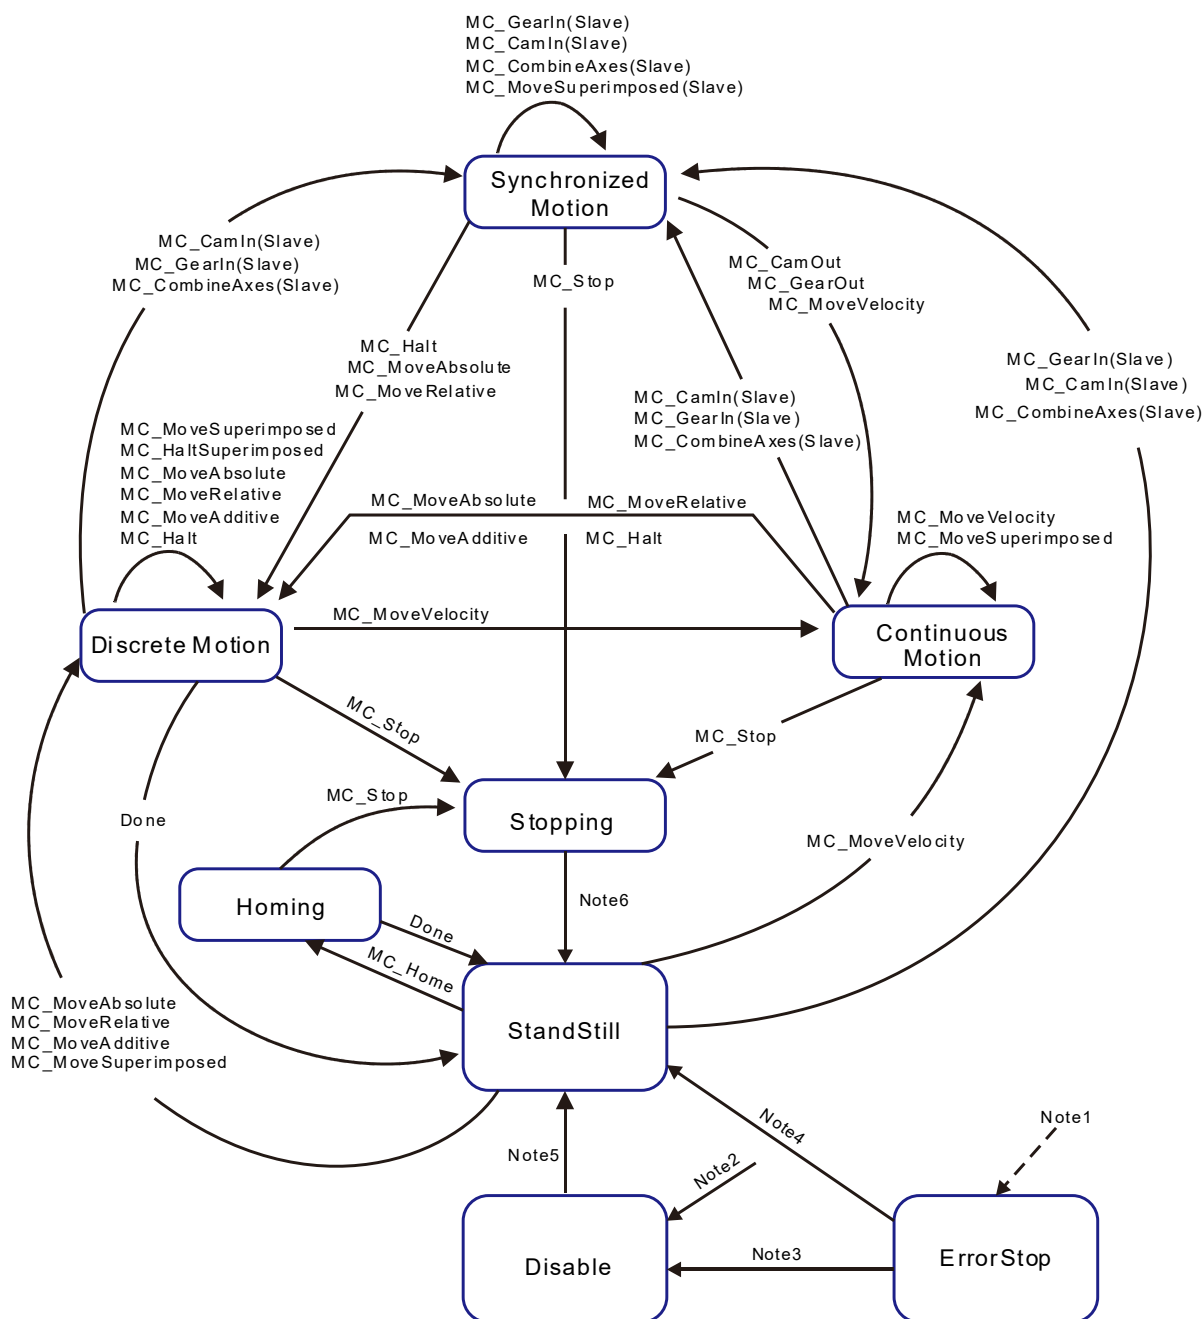 MC_GearIn(Slave)
MC_CamIn(Slave)
MC_CombineAxes(Slave)
MC_MoveSuperimposed(Slave)
Synchronized
Motion
MC_CamIn(Slave)
MC_GearIn(Slave)
MC_CombineAxes(Slave)
MC_Stop
MC_CamOut
MC_GearOut
MC_MoveVelocity
MC_Halt
MC_MoveAbsolute
MC_MoveRelative
MC_GearIn(Slave)
MC_CamIn(Slave)
MC_CombineAxes(Slave)
MC_CamIn(Slave)
MC_GearIn(Slave)
MC_CombineAxes(Slave)
MC_MoveSuperimposed
MC_HaltSuperimposed
MC_MoveAbsolute
MC_MoveRelative
MC_MoveAdditive
MC_Halt
MC_MoveAbsolute
MC_MoveRelative
MC_MoveAdditive
MC_Halt
MC_MoveVelocity
MC_MoveSuperimposed
MC_MoveVelocity
Discrete Motion
Continuous
Motion
MC_Stop
MC_Stop
MC_Stop
Done
Stopping
MC_MoveVelocity
Homing
Note6
Done
MC_Home
MC_MoveAbsolute
MC_MoveRelative
MC_MoveAdditive
MC_MoveSuperimposed
StandStill
Note4
Note1
Note5
Note2
Disable
Note3
ErrorStop